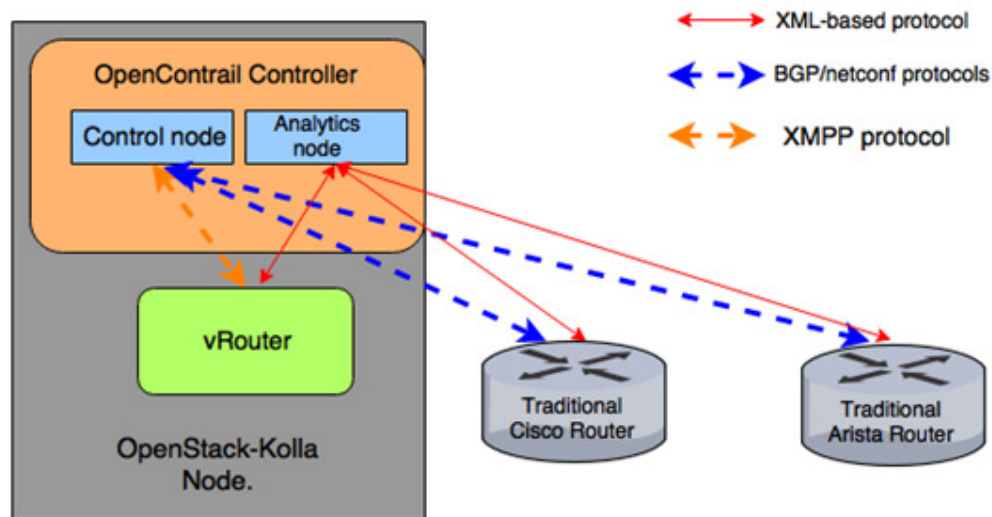 XML-based protocol
OpenContrail Controller
BGP/netconf protocols
Control node
Analytics
node
XMPP protocol
vRouter
Traditional
Cisco Router
Traditional
Arista Router
OpenStack-Kolla
Node.